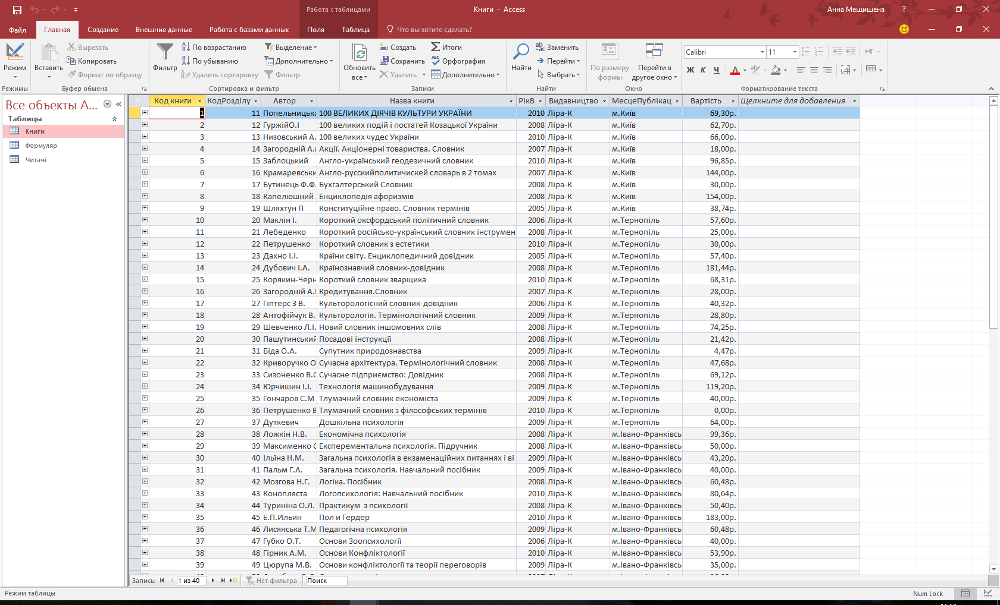 Работа с таблицами
Книги - Access
Анна Мещишена
?
Файл
Главная
Создание
Внешние данные
Работа с базами данных
Поля
Таблица
Что вы хотите сделать?
Режим
Вставить
Вырезать
Копировать
Формат по образцу
Фильтр
По возрастанию
По убыванию
Удалить сортировку
Выделение
Дополнительно
Фильтр
Обновить все
Создать
Сохранить
Удалить
Итоги
Орфография
Дополнительно
Найти
Заменить
Перейти
Выбрать
По размеру формы
Перейти в другое окно
Calibri
11
Ж К Ч
Режимы
Буфер обмена
Сортировка и фильтр
Записи
Найти
Окно
Форматирование текста
Все объекты A...
Таблицы
Книги
Формуляр
Читачі
Код книги КодРозділу Автор Назва книги РікВ Видавництво МесцеПублікац Вартість Щелкните для добавления
1 11 Попельницька 100 ВЕЛИКИХ ДІЯЧІВ КУЛЬТУРИ УКРАЇНИ 2010 Ліра-К м.Київ 69,30р.
2 12 ГуржійО.І 100 великих подій і постатей Козацької України 2008 Ліра-К м.Київ 62,70р.
3 13 Низовський А. 100 великих чудес України 2010 Ліра-К м.Київ 66,00р.
4 14 Загородній А. Акції. Акціонерні товариства. Словник 2007 Ліра-К м.Київ 18,00р.
5 15 Заблоцький Англо-український геодезичний словник 2010 Ліра-К м.Київ 96,85р.
6 16 Крамаревськи Англо-русскийполитичискей словарь в 2 томах 2007 Ліра-К м.Київ 144,00р.
7 17 Бутинець Ф.Ф. Бухгалтерський Словник 2008 Ліра-К м.Київ 30,00р.
8 18 Капелюшний Енциклопедія афоризмів 2008 Ліра-К м.Київ 154,00р.
9 19 Шляхтун П Конституційне право. Словник термінів 2005 Ліра-К м.Київ 38,74р.
10 20 Маклін І. Короткий оксфордський політичний словник 2006 Ліра-К м.Тернопіль 57,60р.
11 21 Лебеденко Короткий російсько-український словник інструмен 2008 Ліра-К м.Тернопіль 25,00р.
12 22 Петрушенко Короткий словник з естетики 2010 Ліра-К м.Тернопіль 30,00р.
13 23 Дахно І.І. Країни світу. Енциклопедичний довідник 2005 Ліра-К м.Тернопіль 57,40р.
14 24 Дубович І.А. Країнознавчий словник-довідник 2008 Ліра-К м.Тернопіль 181,44р.
15 25 Корякин-Черн Короткий словник зварщика 2010 Ліра-К м.Тернопіль 68,31р.
16 26 Загородній А. Кредитування.Словник 2007 Ліра-К м.Тернопіль 28,00р.
17 27 Гіптерс З В. Культорологісний словник-довідник 2006 Ліра-К м.Тернопіль 40,32р.
18 28 Антофійчук В. Культорологія. Термінологічний словник 2009 Ліра-К м.Тернопіль 28,80р.
19 29 Шевченко Л.І. Новий словник іншомовних слів 2008 Ліра-К м.Тернопіль 74,25р.
20 30 Пашутинський Посадові інструкції 2008 Ліра-К м.Тернопіль 21,42р.
21 31 Біда О.А. Супутник природознавства 2009 Ліра-К м.Тернопіль 4,47р.
22 32 Криворучко О Сучасна архітектура. Термінологічний словник 2008 Ліра-К м.Тернопіль 47,68р.
23 33 Сизоненко В.О Сучасне підприємство: Довідник 2008 Ліра-К м.Тернопіль 69,12р.
24 34 Юрчишин І.І. Технологія машинобудування 2009 Ліра-К м.Тернопіль 119,20р.
25 35 Гончаров С.М Тлумачний словник економіста 2009 Ліра-К м.Тернопіль 40,00р.
26 36 Петрушенко В Тлумачний словник з філософських термінів 2010 Ліра-К м.Тернопіль 0,00р.
27 37 Дуткевич Дошкільна психологія 2009 Ліра-К м.Тернопіль 64,00р.
28 38 Ложкін Н.В. Економічна психологія 2008 Ліра-К м.Івано-Франківсь 99,36р.
29 39 Максименко С Експерементальна психологія. Підручник 2008 Ліра-К м.Івано-Франківсь 50,00р.
30 40 Ільїна Н.М. Загальна психологія в екзаменаційних питаннях і ві 2009 Ліра-К м.Івано-Франківсь 43,20р.
31 41 Пальм Г.А. Загальна психологія. Навчальний посібник 2009 Ліра-К м.Івано-Франківсь 40,00р.
32 42 Мозгова Н.Г. Логіка. Посібник 2008 Ліра-К м.Івано-Франківсь 60,48р.
33 43 Конопляста Логопсихологія: Навчальний посібник 2010 Ліра-К м.Івано-Франківсь 80,64р.
34 44 Туриніна О.Л. Практикум з психології 2008 Ліра-К м.Івано-Франківсь 50,40р.
35 45 Е.П.Ильин Пол и Гердер 2010 Ліра-К м.Івано-Франківсь 183,00р.
36 46 Лисянська Т.М Педагогічна психологія 2009 Ліра-К м.Івано-Франківсь 60,48р.
37 47 Губко О.Т. Основи Зоопсихології 2006 Ліра-К м.Івано-Франківсь 40,00р.
38 48 Гірник А.М. Основи Конфліктології 2010 Ліра-К м.Івано-Франківсь 53,90р.
39 49 Цюрупа М.В. Основи конфліктології та теорії переговорів 2009 Ліра-К м.Івано-Франківсь 35,00р.
Запись: 1 из 40 Нет фильтра Поиск
Режим таблицы
Num Lock